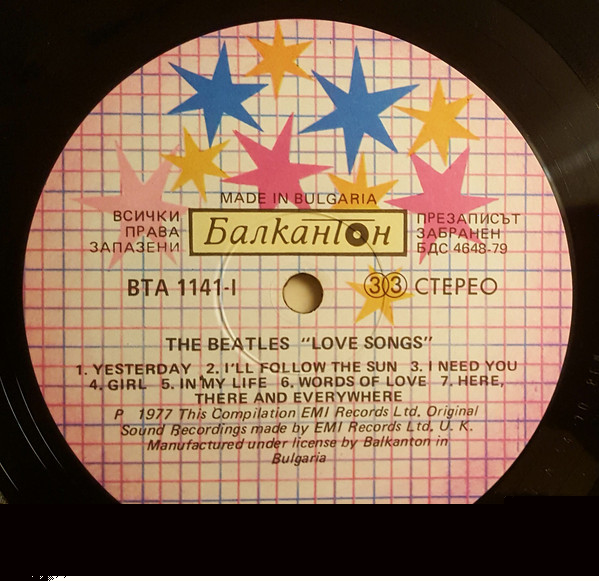 MADE IN BULGARIA
ВСИЧКИ
ПРАВА
ЗАПАЗЕНИ
Балкантон
ПРЕЗАПИСЪТ
ЗАБРАНЕН
БДС 4648-79
ВТА 1141-I
33 СТЕРЕО
THE BEATLES "LOVE SONGS"
1. YESTERDAY 2. I'LL FOLLOW THE SUN 3. I NEED YOU
4. GIRL 5. IN MY LIFE 6. WORDS OF LOVE 7. HERE,
THERE AND EVERYWHERE
P 1977 This Compilation EMI Records Ltd. Original
Sound Recordings made by EMI Records Ltd, U. K.
Manufactured under license by Balkanton in
Bulgaria